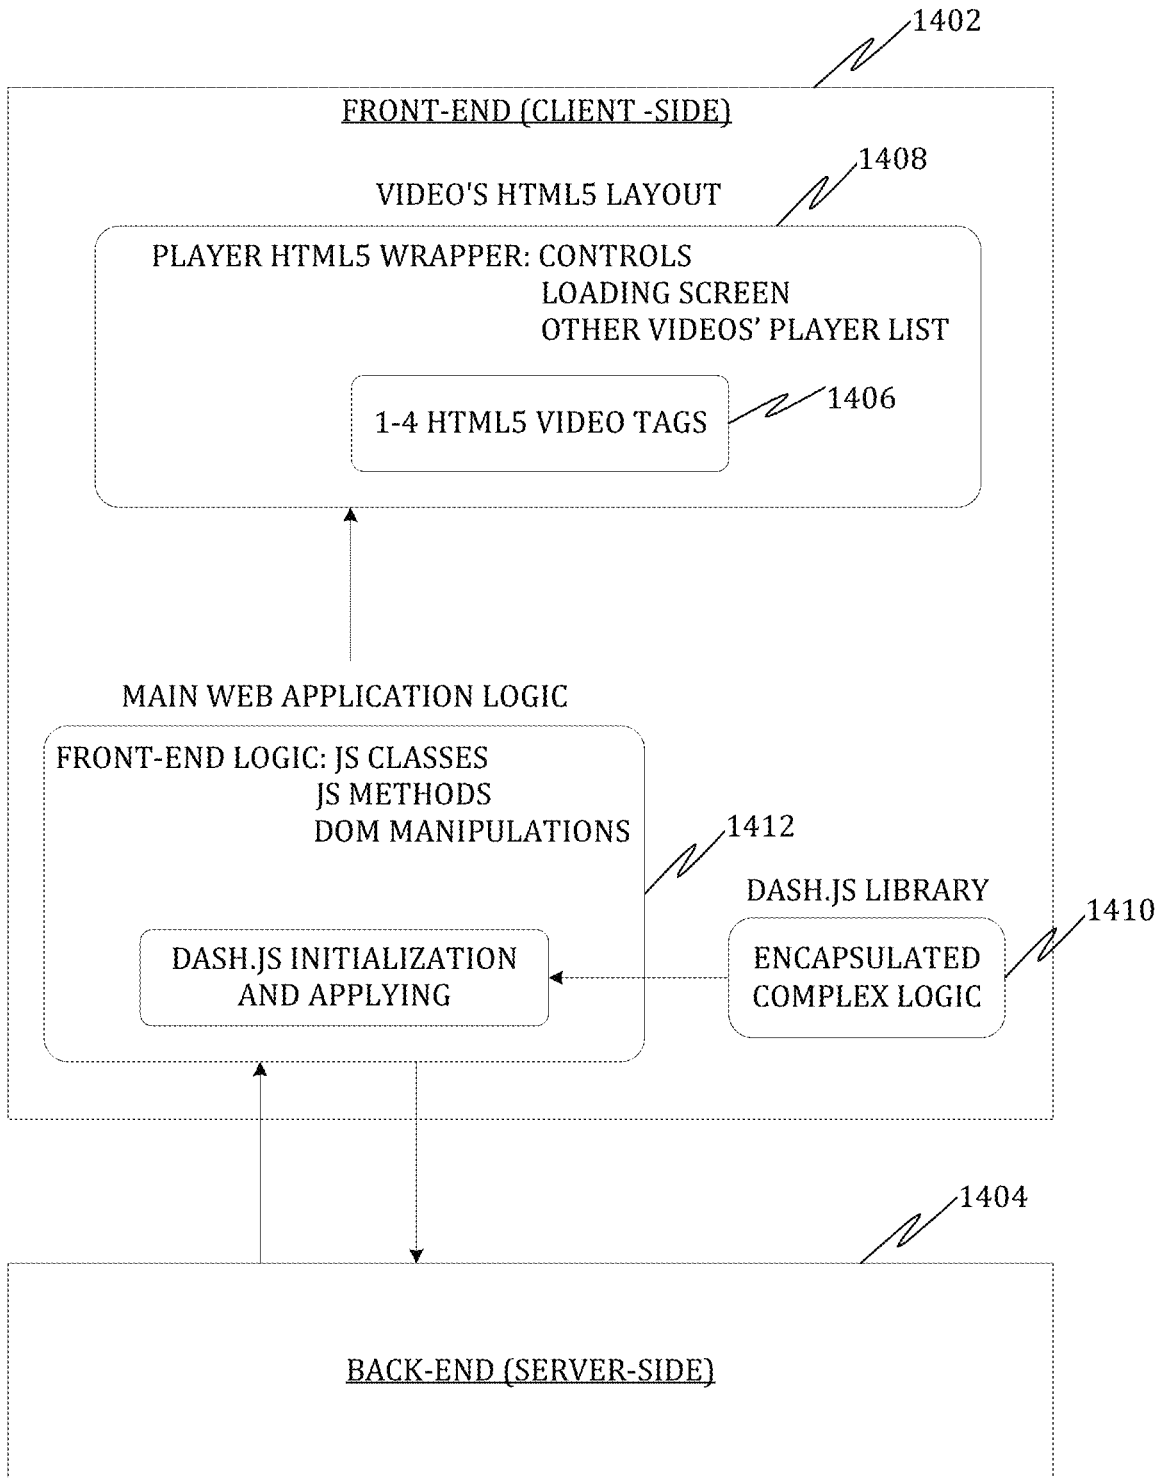 1402
FRONT-END (CLIENT -SIDE)
1408
VIDEO'S HTML5 LAYOUT
PLAYER HTML5 WRAPPER: CONTROLS
LOADING SCREEN
OTHER VIDEOS’ PLAYER LIST
1406
1-4 HTML5 VIDEO TAGS
MAIN WEB APPLICATION LOGIC
FRONT-END LOGIC: JS CLASSES
JS METHODS
DOM MANIPULATIONS
1412
DASH.JS LIBRARY
1410
DASH.JS INITIALIZATION
AND APPLYING
ENCAPSULATED
COMPLEX LOGIC
1404
BACK-END (SERVER-SIDE)